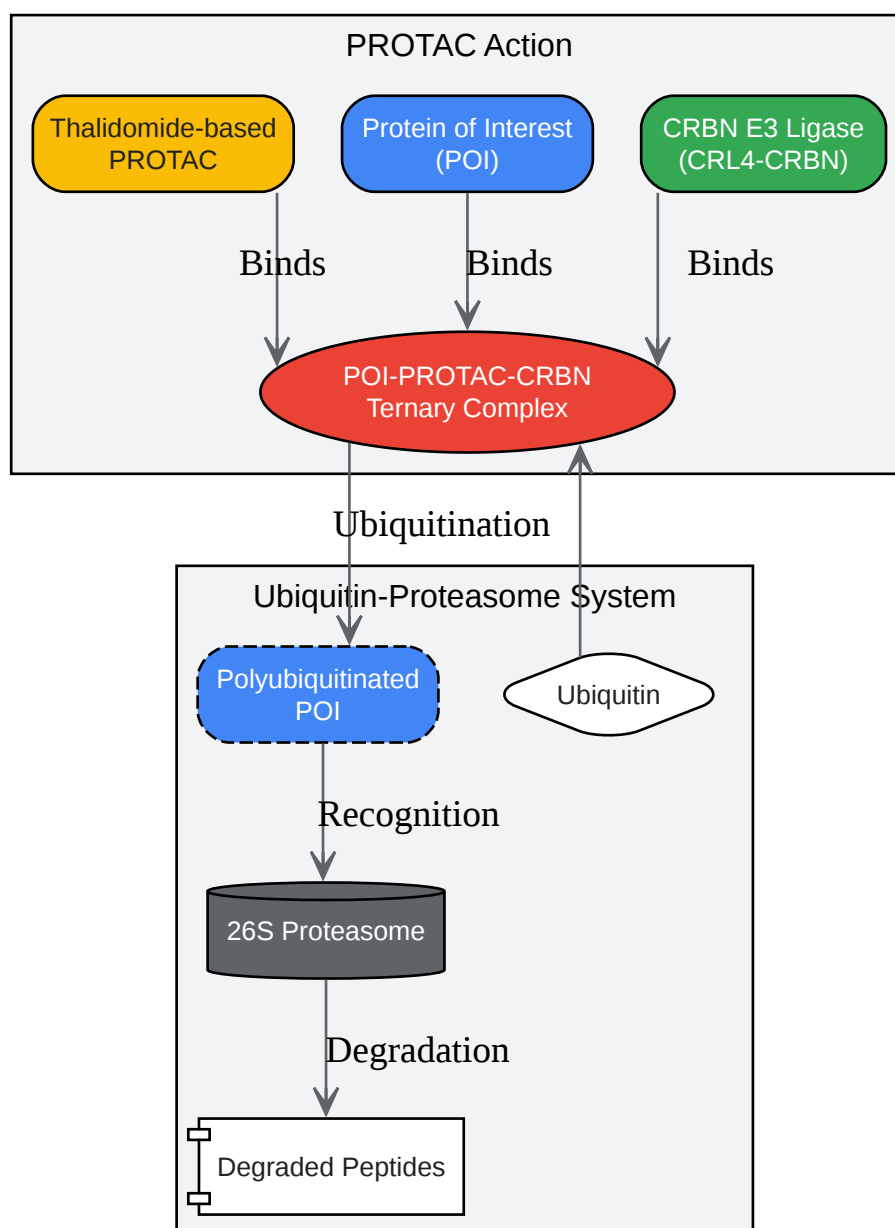 PROTAC Action
Thalidomide-based
PROTAC
Protein of Interest
(POI)
CRBN E3 Ligase
(CRL4-CRBN)
Binds
Binds
Binds
POI-PROTAC-CRBN
Ternary Complex
Ubiquitination
Ubiquitin-Proteasome System
Polyubiquitinated
POI
Ubiquitin
Recognition
26S Proteasome
Degradation
Degraded Peptides